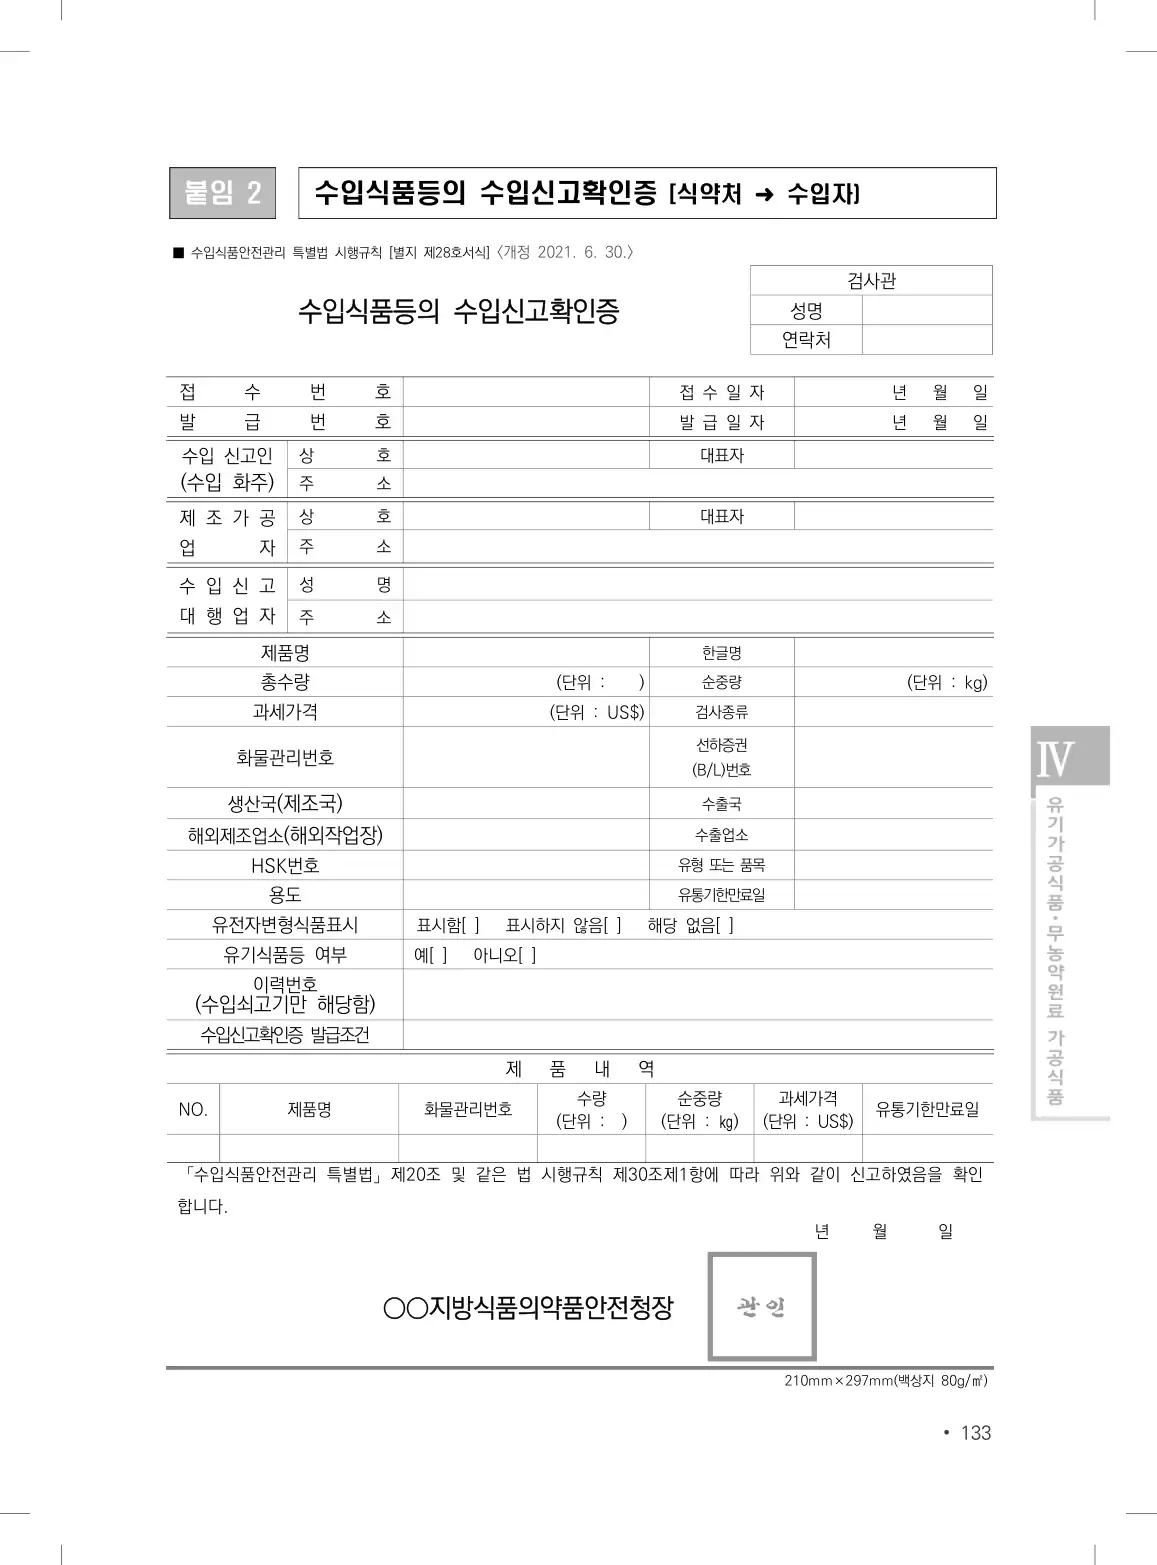 붙임 2
수입식품등의 수입신고확인증 [식약처 ➜ 수입자]
■ 수입식품안전관리 특별법 시행규칙 [별지 제28호서식] 〈개정 2021. 6. 30.〉
수입식품등의 수입신고확인증
검사관
성명
연락처
접 수 번 호 접 수 일 자 년 월 일
발 급 번 호 발 급 일 자 년 월 일
수입 신고인 상 호 대표자
(수입 화주) 주 소
제 조 가 공 상 호 대표자
업 자 주 소
수 입 신 고 성 명
대 행 업 자 주 소
제품명 한글명
총수량 (단위 : ) 순중량 (단위 : kg)
과세가격 (단위 : US$) 검사종류
화물관리번호 선하증권
(B/L)번호
생산국(제조국) 수출국
해외제조업소(해외작업장) 수출업소
HSK번호 유형 또는 품목
용도 유통기한만료일
유전자변형식품표시 표시함[ ] 표시하지 않음[ ] 해당 없음[ ]
유기식품등 여부 예[ ] 아니오[ ]
이력번호
(수입쇠고기만 해당함)
수입신고확인증 발급조건
제 품 내 역
NO. 제품명 화물관리번호 수량 순중량 과세가격 유통기한만료일
(단위 : ) (단위 : ㎏) (단위 : US$)
「수입식품안전관리 특별법」 제20조 및 같은 법 시행규칙 제30조제1항에 따라 위와 같이 신고하였음을 확인
합니다.
년 월 일
○○지방식품의약품안전청장 관인
210mm×297mm(백상지 80g/㎡)
• 133
Ⅳ
유기가공식품·무농약원료 가공식품